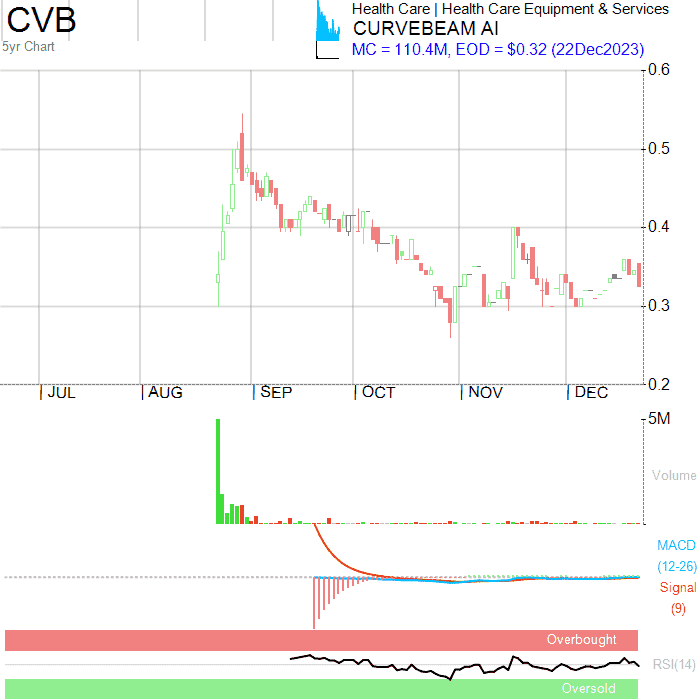 CVB
5yr Chart
Health Care | Health Care Equipment & Services
CURVEBEAM AI
MC = 110.4M, EOD = $0.32 (22Dec2023)
0.6
0.5
0.4
0.3
0.2
JUL AUG SEP OCT NOV DEC
5M
Volume
MACD
(12-26)
Signal
(9)
Overbought
RSI(14)
Oversold